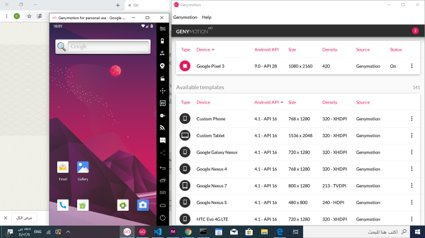 Genymotion for personal use - Google ...
Google
Email
Gallery
عرض الكل
Genymotion
Genymotion Help
GENYMOTION
Type Device Android API Size Density Source Status
Google Pixel 3 9.0 - API 28 1080 x 2160 420 Genymotion On
Available templates 141
Type Device Android API Size Density Source
Custom Phone 4.1 - API 16 768 x 1280 320 - XHDPI Genymotion
Custom Tablet 4.1 - API 16 1536 x 2048 320 - XHDPI Genymotion
Google Galaxy Nexus 4.1 - API 16 720 x 1280 320 - XHDPI Genymotion
Google Nexus 4 4.1 - API 16 768 x 1280 320 - XHDPI Genymotion
Google Nexus 7 4.1 - API 16 800 x 1280 213 - TVDPI Genymotion
Google Nexus S 4.1 - API 16 480 x 800 240 - HDPI Genymotion
HTC Evo 4G LTE 4.1 - API 16 720 x 1280 320 - XHDPI Genymotion
ENG
اكتب هنا للبحث